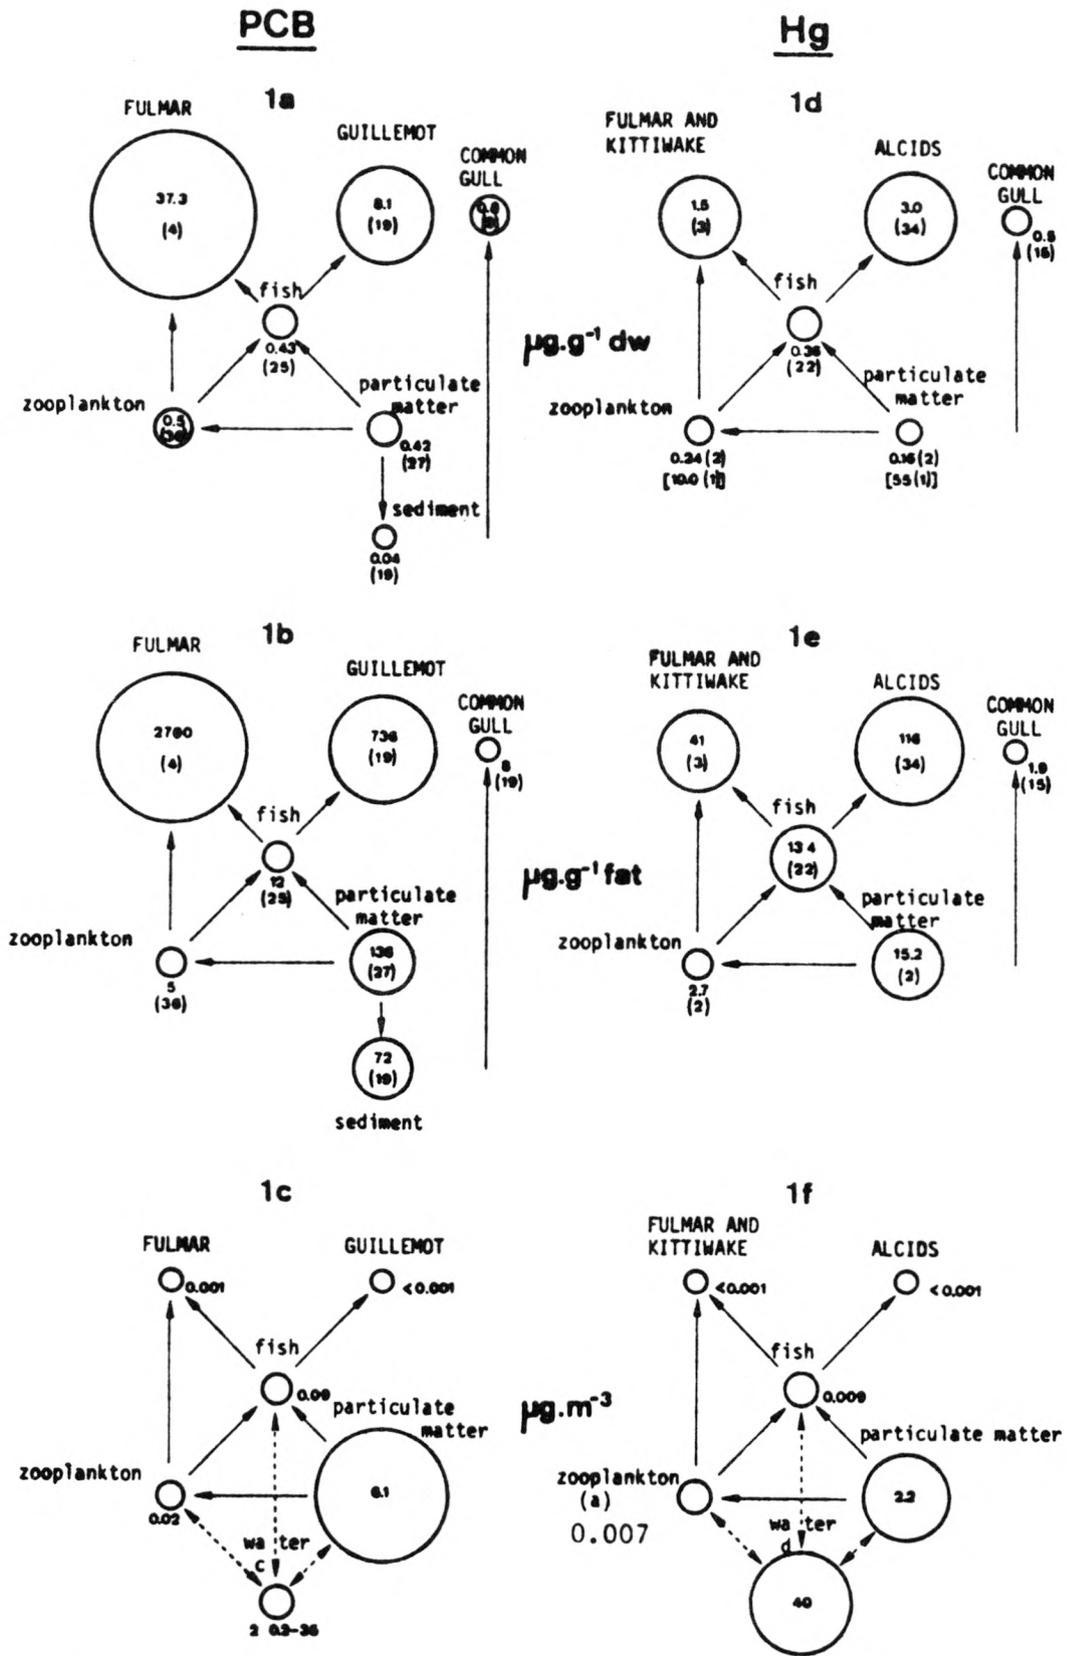 PCB
Hg
1a
FULMAR
37.3
(4)
GUILLEMOT
8.1
(19)
COMMON
GULL
fish
0.43
(25)
zooplankton
0.5
(36)
particulate
matter
0.42
(27)
sediment
0.04
(19)
µg.g⁻¹ dw
1d
FULMAR AND
KITTIWAKE
1.5
(3)
ALCIDS
3.0
(34)
COMMON
GULL
0.5
fish
(22)
zooplankton
0.24 (2)
particulate
matter
0.16 (2)
1b
FULMAR
(4)
GUILLEMOT
736
(19)
COMMON
GULL
8
(19)
fish
12
(25)
zooplankton
5
(36)
particulate
matter
136
(27)
72
(19)
sediment
µg.g⁻¹ fat
1e
FULMAR AND
KITTIWAKE
41
(3)
ALCIDS
116
(34)
COMMON
GULL
1.9
(15)
fish
13.4
(22)
zooplankton
2.7
(2)
particulate
matter
15.2
(2)
1c
FULMAR
0.001
GUILLEMOT
<0.001
fish
0.09
particulate
matter
6.1
zooplankton
0.02
water
c
2 0.2-36
µg.m⁻³
1f
FULMAR AND
KITTIWAKE
<0.001
ALCIDS
<0.001
fish
0.009
particulate matter
2.2
zooplankton
(a)
0.007
water
d
40